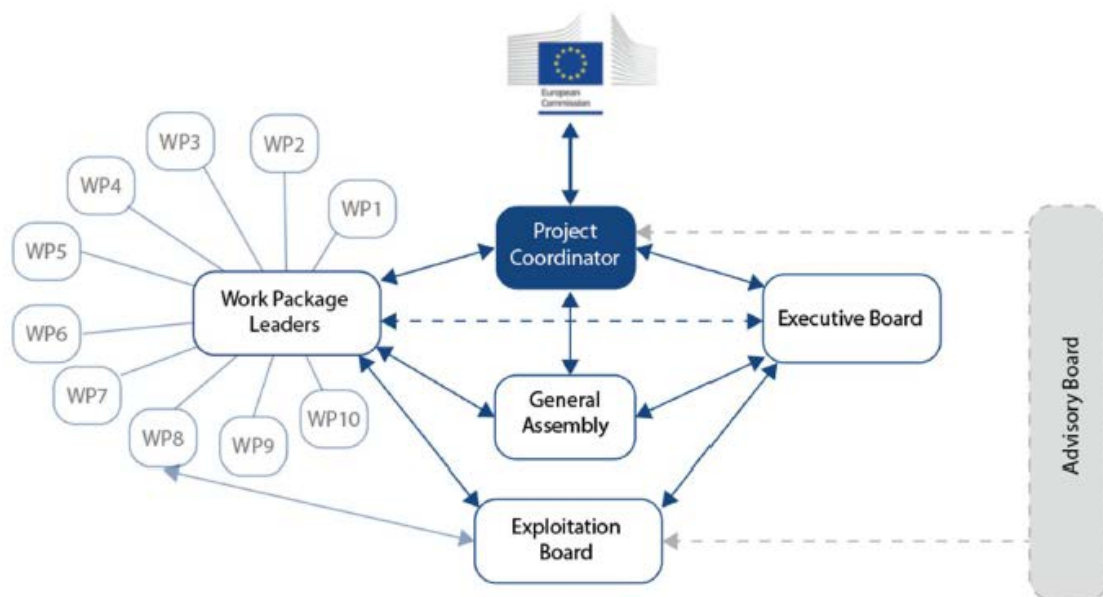 European
Commission
WP3
WP2
WP4
WP1
WP5
Project
Coordinator
Work Package
Leaders
Executive Board
WP6
WP7
General
Assembly
WP8
WP9
WP10
Exploitation
Board
Advisory Board